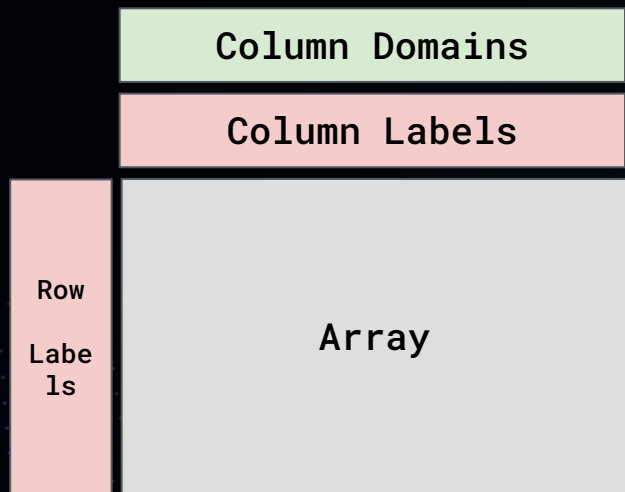 Column Domains
Column Labels
Row
Labe
ls
Array